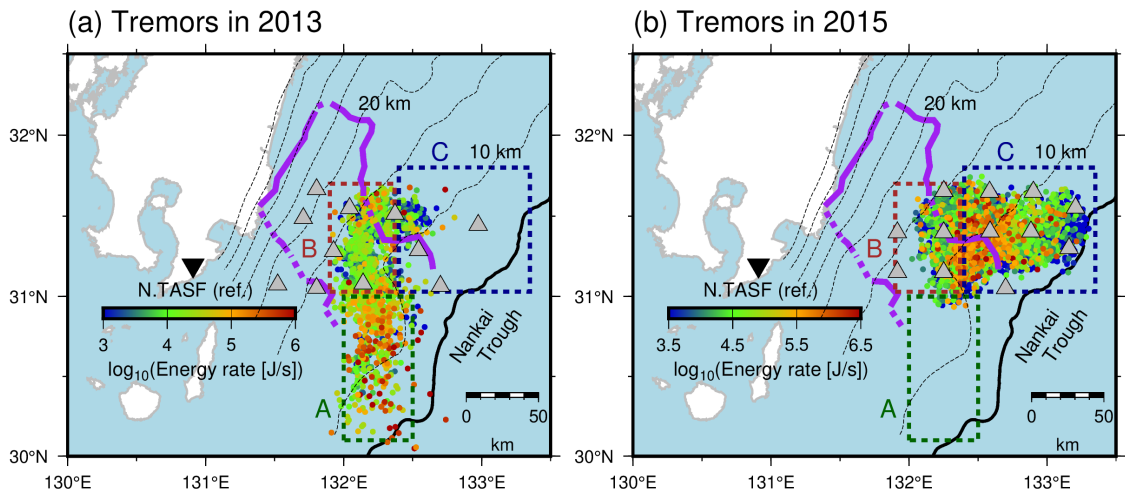 (a) Tremors in 2013
20 km
10 km
C
B
A
N.TASF (ref.)
3 4 5 6
log10(Energy rate [J/s])
Nankai
Trough
0 50
km
32°N
31°N
30°N
130°E 131°E 132°E 133°E
(b) Tremors in 2015
20 km
10 km
C
B
A
N.TASF (ref.)
3.5 4.5 5.5 6.5
log10(Energy rate [J/s])
Nankai
Trough
0 50
km
32°N
31°N
30°N
130°E 131°E 132°E 133°E